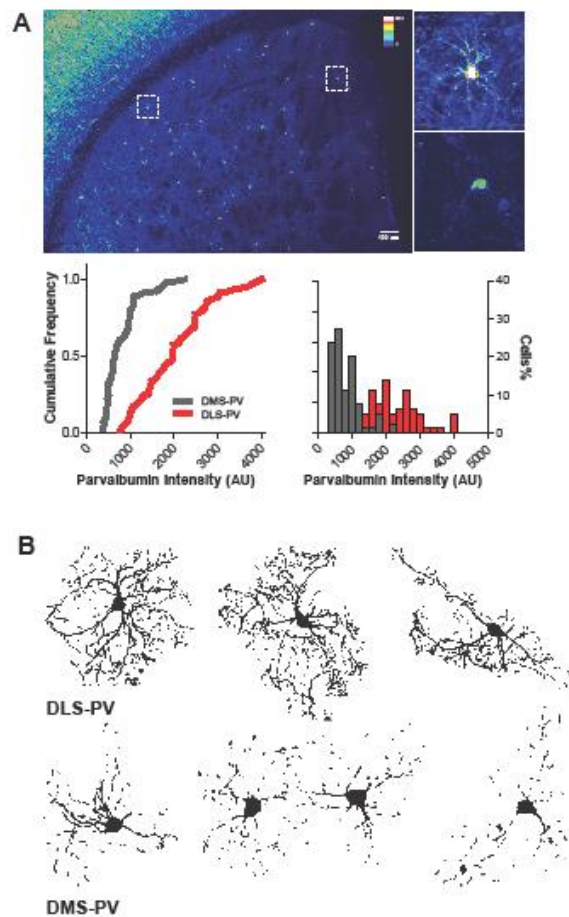 A
1.0
0.5
0.0
Cumulative Frequency
DMS-PV
DLS-PV
0 1000 2000 3000 4000
Parvalbumin Intensity (AU)
40
30
20
10
0
Cells%
0 1000 2000 3000 4000 5000
Parvalbumin Intensity (AU)
B
DLS-PV
DMS-PV